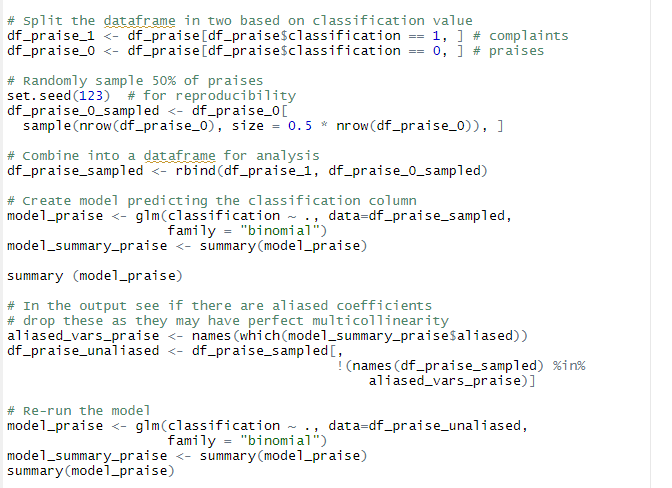 # Split the dataframe in two based on classification value
df_praise_1 <- df_praise[df_praise$classification == 1, ] # complaints
df_praise_0 <- df_praise[df_praise$classification == 0, ] # praises
# Randomly sample 50% of praises
set.seed(123)  # for reproducibility
df_praise_0_sampled <- df_praise_0[
  sample(nrow(df_praise_0), size = 0.5 * nrow(df_praise_0)), ]
# Combine into a dataframe for analysis
df_praise_sampled <- rbind(df_praise_1, df_praise_0_sampled)
# Create model predicting the classification column
model_praise <- glm(classification ~ ., data=df_praise_sampled,
                    family = "binomial")
model_summary_praise <- summary(model_praise)
summary (model_praise)
# In the output see if there are aliased coefficients
# drop these as they may have perfect multicollinearity
aliased_vars_praise <- names(which(model_summary_praise$aliased))
df_praise_unaliased <- df_praise_sampled[,
                                         !(names(df_praise_sampled) %in%
                                             aliased_vars_praise)]
# Re-run the model
model_praise <- glm(classification ~ ., data=df_praise_unaliased,
                    family = "binomial")
model_summary_praise <- summary(model_praise)
summary(model_praise)